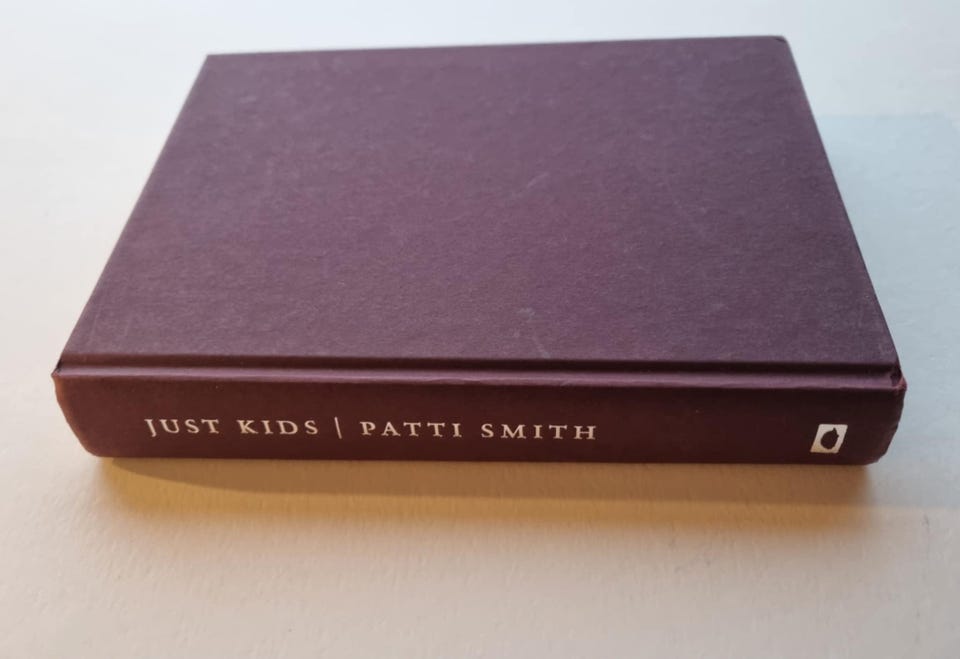 JUST KIDS | PATTI SMITH